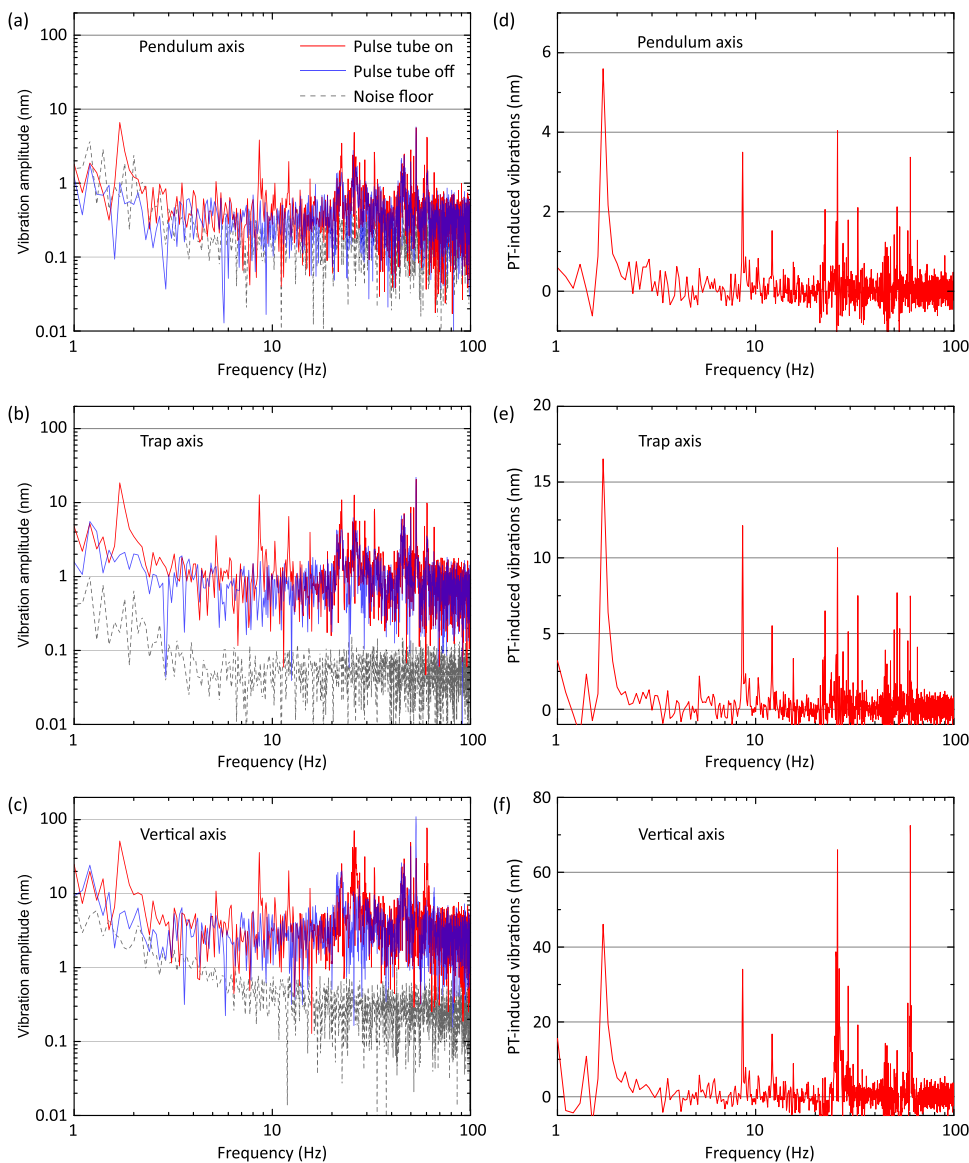 (a)
Pendulum axis
Pulse tube on
Pulse tube off
Noise floor
100
10
1
0.1
0.01
Vibration amplitude (nm)
1
10
100
Frequency (Hz)
(d)
Pendulum axis
6
4
2
0
PT-induced vibrations (nm)
1
10
100
Frequency (Hz)
(b)
Trap axis
100
10
1
0.1
0.01
Vibration amplitude (nm)
1
10
100
Frequency (Hz)
(e)
Trap axis
20
15
10
5
0
PT-induced vibrations (nm)
1
10
100
Frequency (Hz)
(c)
Vertical axis
100
10
1
0.1
0.01
Vibration amplitude (nm)
1
10
100
Frequency (Hz)
(f)
Vertical axis
80
60
40
20
0
PT-induced vibrations (nm)
1
10
100
Frequency (Hz)